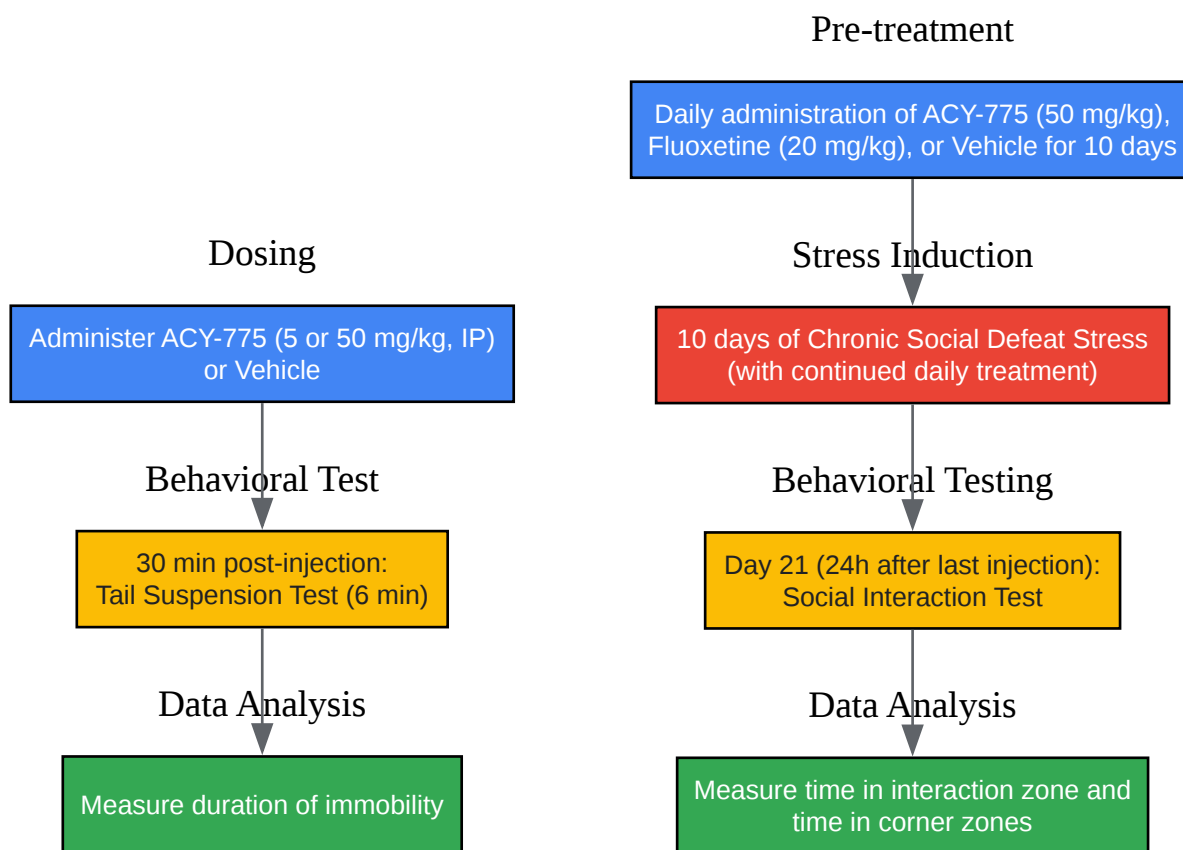 Dosing
Administer ACY-775 (5 or 50 mg/kg, IP)
or Vehicle
Behavioral Test
30 min post-injection:
Tail Suspension Test (6 min)
Data Analysis
Measure duration of immobility
Pre-treatment
Daily administration of ACY-775 (50 mg/kg),
Fluoxetine (20 mg/kg), or Vehicle for 10 days
Stress Induction
10 days of Chronic Social Defeat Stress
(with continued daily treatment)
Behavioral Testing
Day 21 (24h after last injection):
Social Interaction Test
Data Analysis
Measure time in interaction zone and
time in corner zones